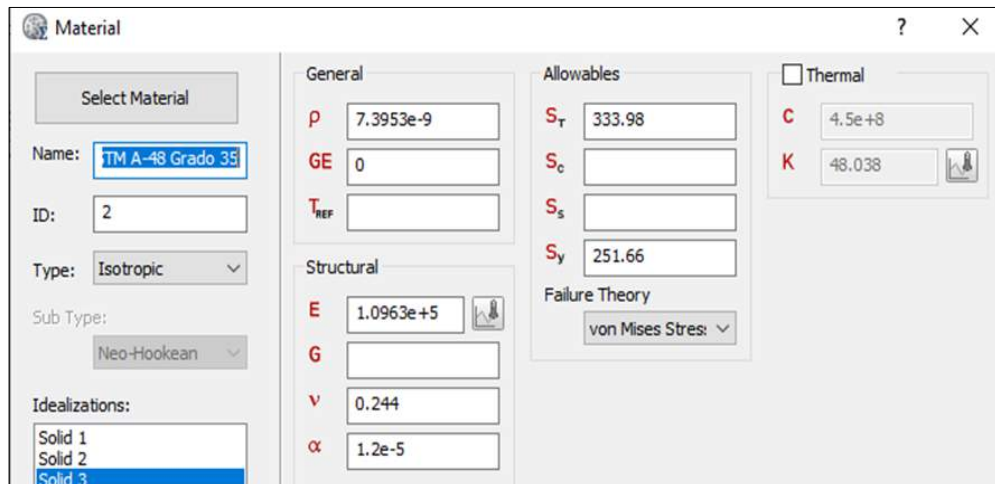 Material
? X
Select Material
Name: STM A-48 Grado 35
ID: 2
Type: Isotropic
Sub Type:
Neo-Hookean
Idealizations:
Solid 1
Solid 2
Solid 3
General
ρ 7.3953e-9
GE 0
TREF
Structural
E 1.0963e+5
G
ν 0.244
α 1.2e-5
Allowables
ST 333.98
Sc
Ss
Sy 251.66
Failure Theory
von Mises Stres
Thermal
C 4.5e+8
K 48.038